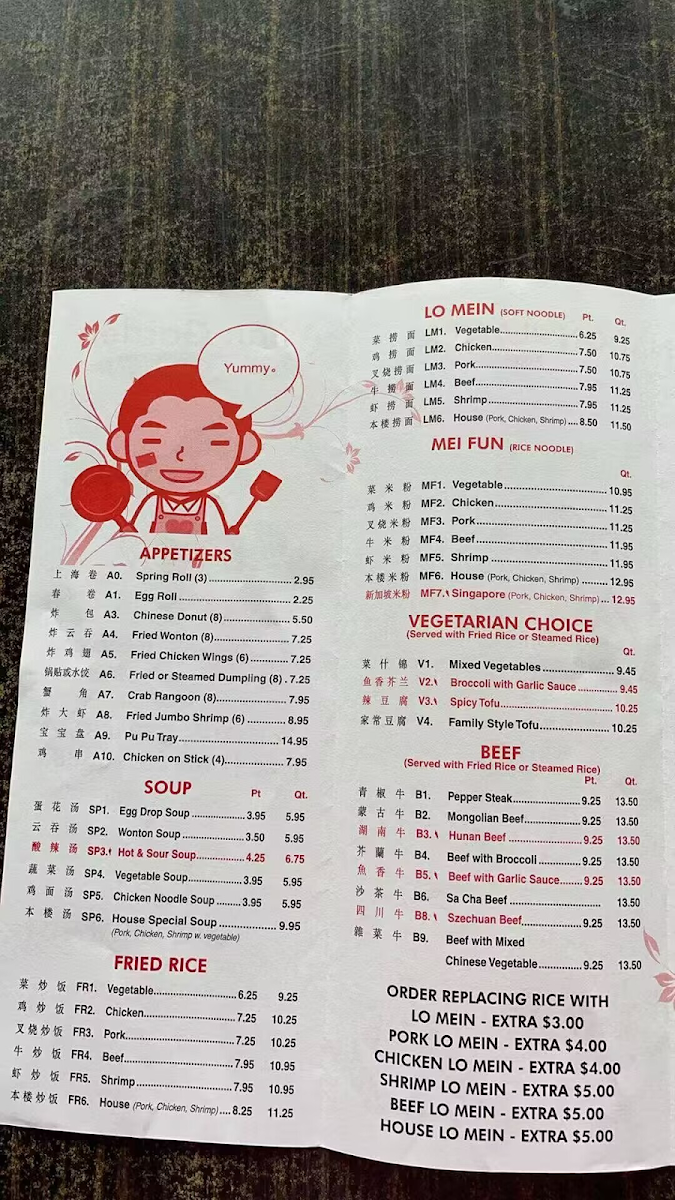 Yummy。
APPETIZERS
上海卷 A0. Spring Roll (3) 2.95
春卷 A1. Egg Roll 2.25
炸包 A3. Chinese Donut (8) 5.50
炸云吞 A4. Fried Wonton (8) 7.25
炸鸡翅 A5. Fried Chicken Wings (6) 7.25
锅贴或水饺 A6. Fried or Steamed Dumpling (8) 7.25
蟹角 A7. Crab Rangoon (8) 7.95
炸大虾 A8. Fried Jumbo Shrimp (6) 8.95
宝宝盘 A9. Pu Pu Tray 14.95
鸡串 A10. Chicken on Stick (4) 7.95
SOUP Pt Qt.
蛋花汤 SP1. Egg Drop Soup 3.95 5.95
云吞汤 SP2. Wonton Soup 3.50 5.95
酸辣汤 SP3. Hot & Sour Soup 4.25 6.75
蔬菜汤 SP4. Vegetable Soup 3.95 5.95
鸡面汤 SP5. Chicken Noodle Soup 3.95 5.95
本楼汤 SP6. House Special Soup 9.95
(Pork, Chicken, Shrimp w. vegetable)
FRIED RICE
菜炒饭 FR1. Vegetable 6.25 9.25
鸡炒饭 FR2. Chicken 7.25 10.25
叉烧炒饭 FR3. Pork 7.25 10.25
牛炒饭 FR4. Beef 7.95 10.95
虾炒饭 FR5. Shrimp 7.95 10.95
本楼炒饭 FR6. House (Pork, Chicken, Shrimp) 8.25 11.25
LO MEIN (SOFT NOODLE) Pt. Qt.
菜捞面 LM1. Vegetable 6.25 9.25
鸡捞面 LM2. Chicken 7.50 10.75
叉烧捞面 LM3. Pork 7.50 10.75
牛捞面 LM4. Beef 7.95 11.25
虾捞面 LM5. Shrimp 7.95 11.25
本楼捞面 LM6. House (Pork, Chicken, Shrimp) 8.50 11.50
MEI FUN (RICE NOODLE)
Qt.
菜米粉 MF1. Vegetable 10.95
鸡米粉 MF2. Chicken 11.25
叉烧米粉 MF3. Pork 11.25
牛米粉 MF4. Beef 11.95
虾米粉 MF5. Shrimp 11.95
本楼米粉 MF6. House (Pork, Chicken, Shrimp) 12.95
新加坡米粉 MF7. Singapore (Pork, Chicken, Shrimp) 12.95
VEGETARIAN CHOICE
(Served with Fried Rice or Steamed Rice)
Qt.
菜什锦 V1. Mixed Vegetables 9.45
鱼香芥兰 V2. Broccoli with Garlic Sauce 9.45
辣豆腐 V3. Spicy Tofu 10.25
家常豆腐 V4. Family Style Tofu 10.25
BEEF
(Served with Fried Rice or Steamed Rice)
Pt. Qt.
青椒牛 B1. Pepper Steak 9.25 13.50
蒙古牛 B2. Mongolian Beef 9.25 13.50
湖南牛 B3. Hunan Beef 9.25 13.50
芥蘭牛 B4. Beef with Broccoli 9.25 13.50
鱼香牛 B5. Beef with Garlic Sauce 9.25 13.50
沙茶牛 B6. Sa Cha Beef 13.50
四川牛 B8. Szechuan Beef 9.25 13.50
雜菜牛 B9. Beef with Mixed
Chinese Vegetable 9.25 13.50
ORDER REPLACING RICE WITH
LO MEIN - EXTRA $3.00
PORK LO MEIN - EXTRA $4.00
CHICKEN LO MEIN - EXTRA $4.00
SHRIMP LO MEIN - EXTRA $5.00
BEEF LO MEIN - EXTRA $5.00
HOUSE LO MEIN - EXTRA $5.00